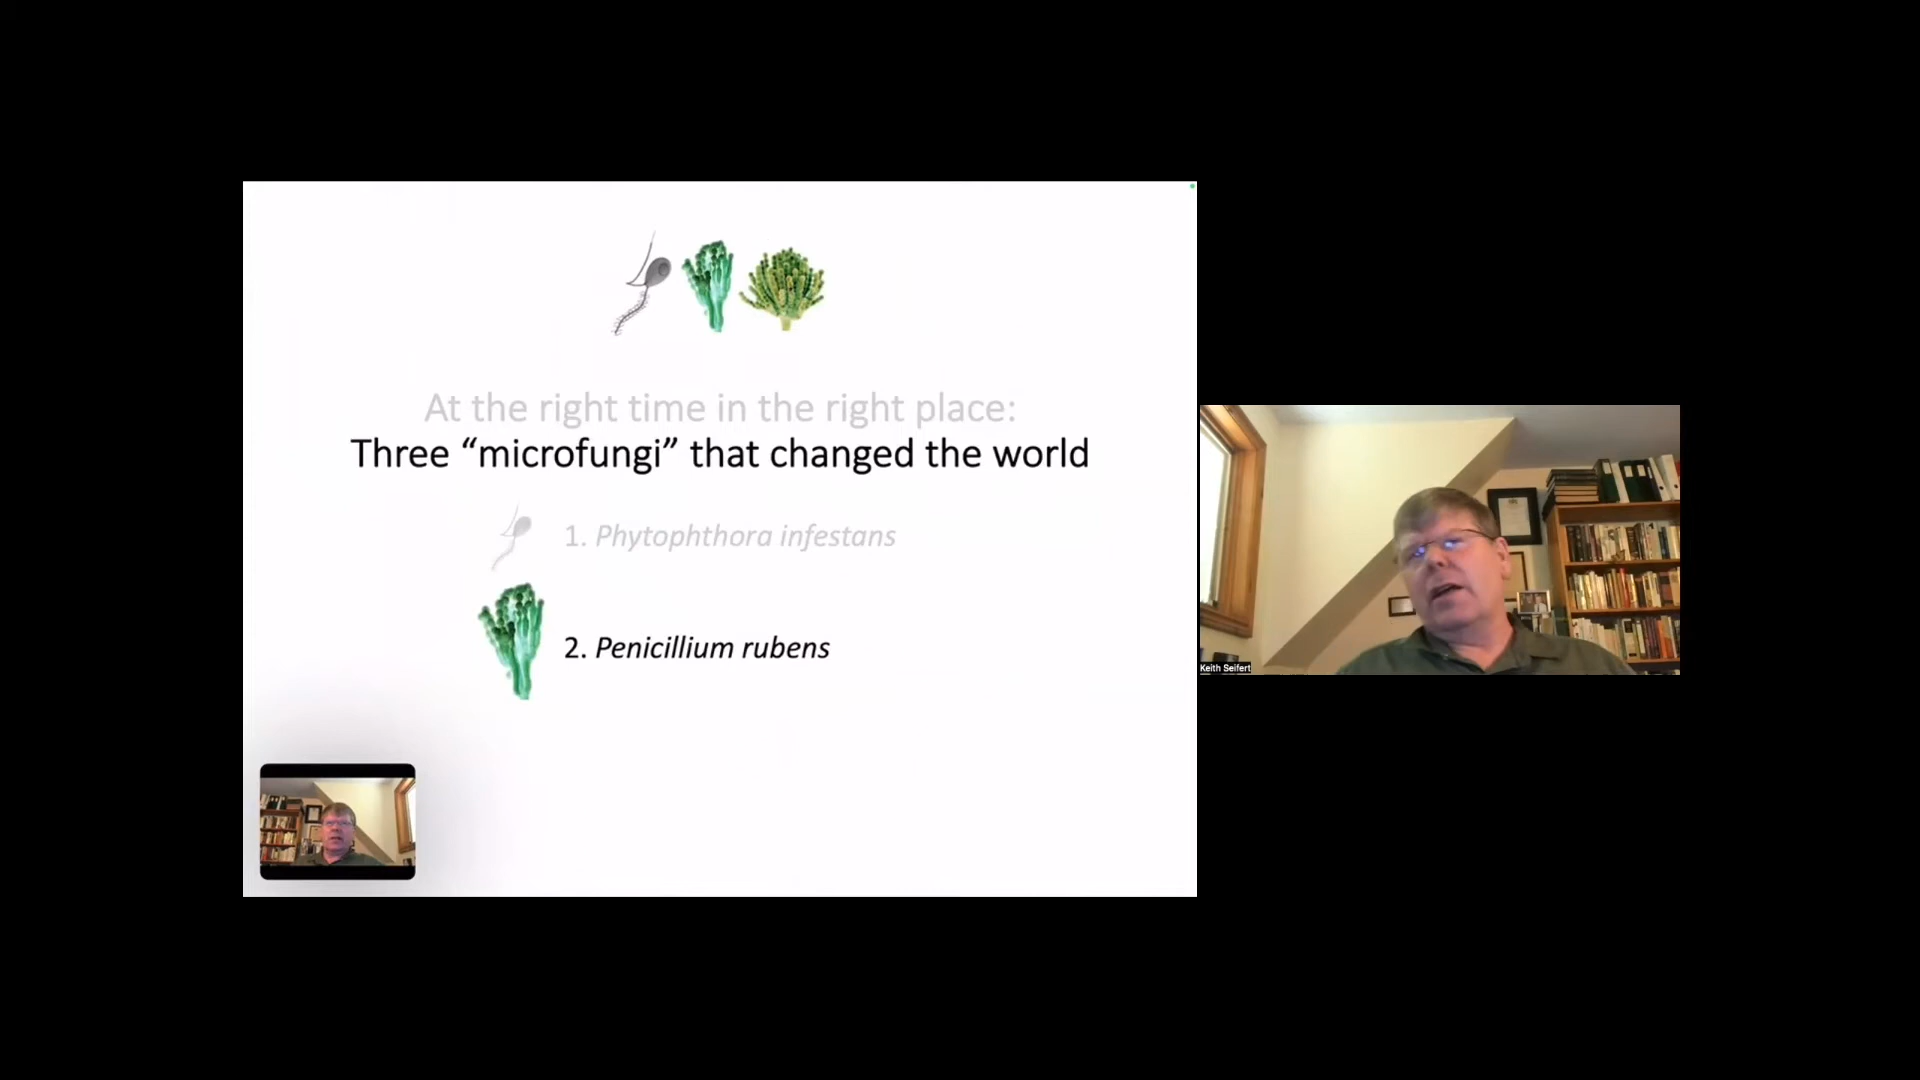 At the right time in the right place:
Three “microfungi” that changed the world
1. Phytophthora infestans
2. Penicillium rubens
Keith Seifert